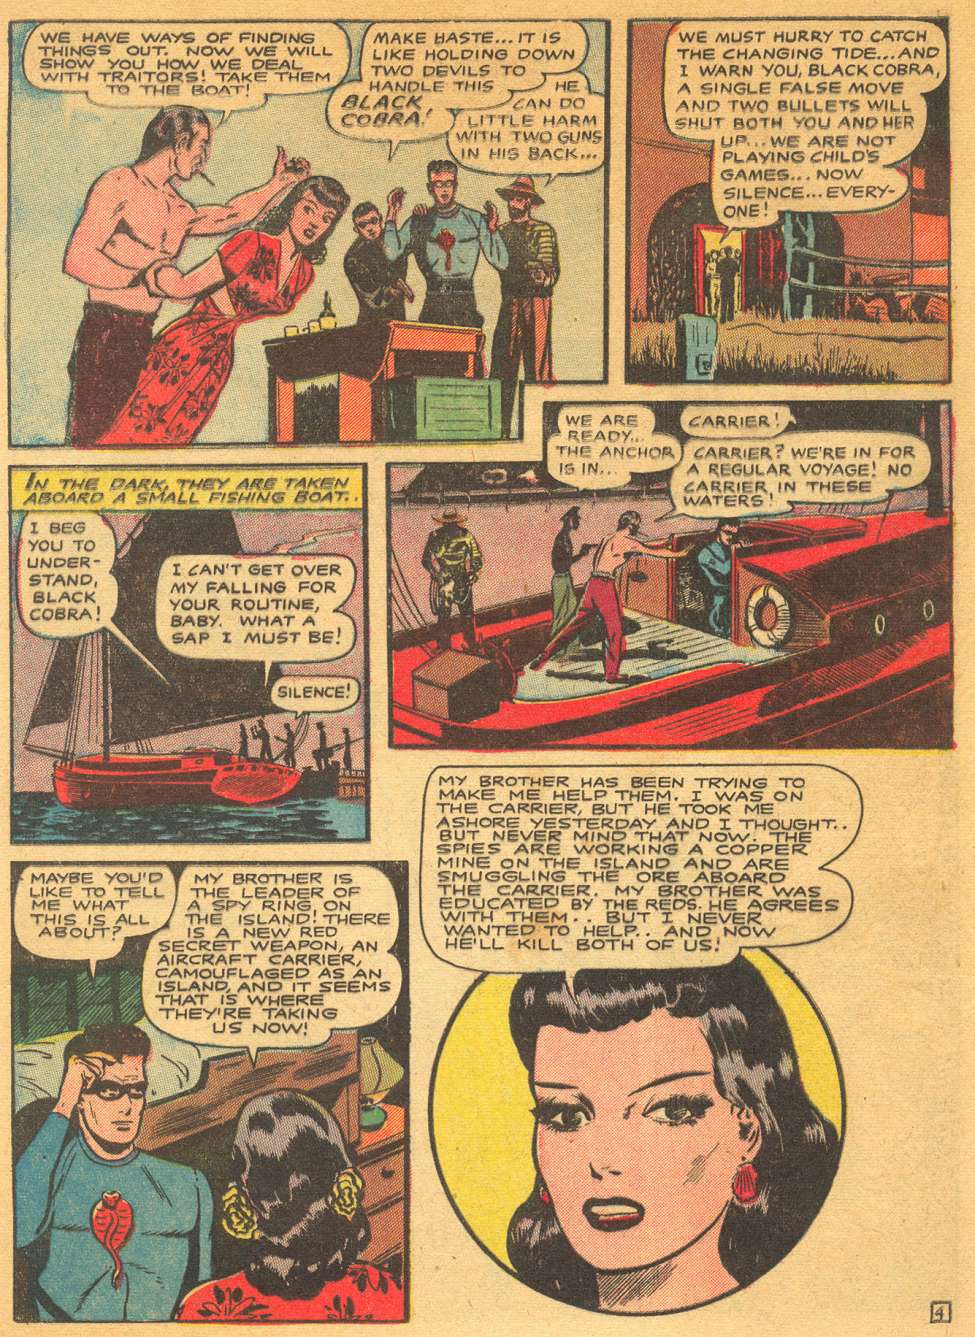 WE HAVE WAYS OF FINDING
THINGS OUT. NOW WE WILL
SHOW YOU HOW WE DEAL
WITH TRAITORS! TAKE THEM
TO THE BOAT!
MAKE HASTE... IT IS
LIKE HOLDING DOWN
TWO DEVILS TO
HANDLE THIS
BLACK
COBRA!
HE
CAN DO
LITTLE HARM
WITH TWO GUNS
IN HIS BACK...
WE MUST HURRY TO CATCH
THE CHANGING TIDE....AND
I WARN YOU, BLACK COBRA,
A SINGLE FALSE MOVE
AND TWO BULLETS WILL
SHUT BOTH YOU AND HER
UP... WE ARE NOT
PLAYING CHILD'S
GAMES... NOW
SILENCE... EVERY-
ONE!
IN THE DARK, THEY ARE TAKEN
ABOARD A SMALL FISHING BOAT..
I BEG
YOU TO
UNDER-
STAND,
BLACK
COBRA!
I CAN'T GET OVER
MY FALLING FOR
YOUR ROUTINE,
BABY. WHAT A
SAP I MUST BE!
SILENCE!
WE ARE
READY...
THE ANCHOR
IS IN...
CARRIER!
CARRIER? WE'RE IN FOR
A REGULAR VOYAGE! NO
CARRIER IN THESE
WATERS!
MAYBE YOU'D
LIKE TO TELL
ME WHAT
THIS IS ALL
ABOUT?
MY BROTHER IS
THE LEADER OF
A SPY RING ON
THE ISLAND! THERE
IS A NEW RED
SECRET WEAPON, AN
AIRCRAFT CARRIER,
CAMOUFLAGED AS AN
ISLAND, AND IT SEEMS
THAT IS WHERE
THEY'RE TAKING
US NOW!
MY BROTHER HAS BEEN TRYING TO
MAKE ME HELP THEM. I WAS ON
THE CARRIER, BUT HE TOOK ME
ASHORE YESTERDAY AND I THOUGHT..
BUT NEVER MIND THAT NOW. THE
SPIES ARE WORKING A COPPER
MINE ON THE ISLAND AND ARE
SMUGGLING THE ORE ABOARD
THE CARRIER. MY BROTHER WAS
EDUCATED BY THE REDS. HE AGREES
WITH THEM.. BUT I NEVER
WANTED TO HELP.. AND NOW
HE'LL KILL BOTH OF US!
4